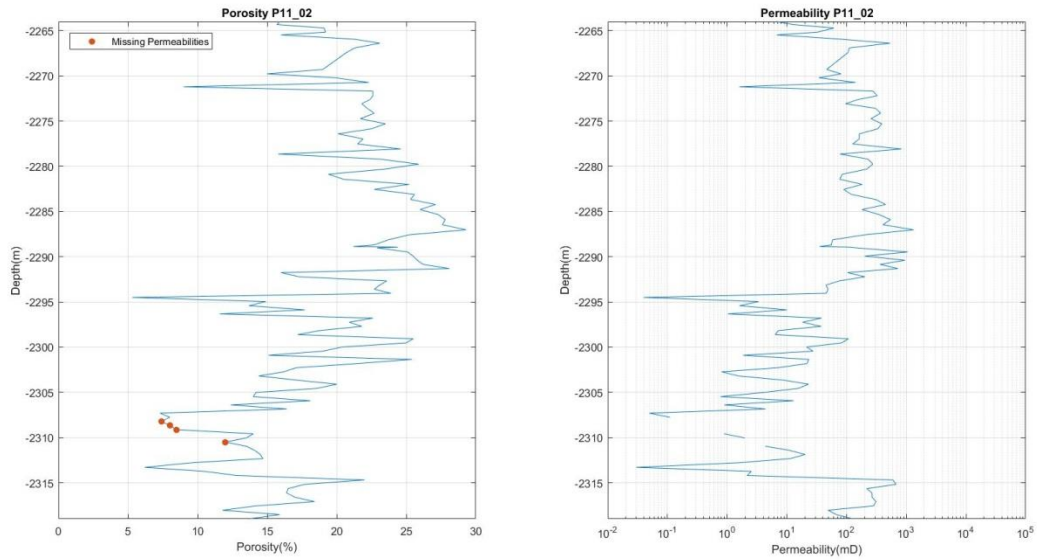 Porosity P11_02
-2265
-2270
-2275
-2280
-2285
-2290
-2295
-2300
-2305
-2310
-2315
Depth(m)
Missing Permeabilities
0 5 10 15 20 25 30
Porosity(%)
Permeability P11_02
-2265
-2270
-2275
-2280
-2285
-2290
-2295
-2300
-2305
-2310
-2315
Depth(m)
10-2 10-1 100 101 102 103 104 105
Permeability(mD)